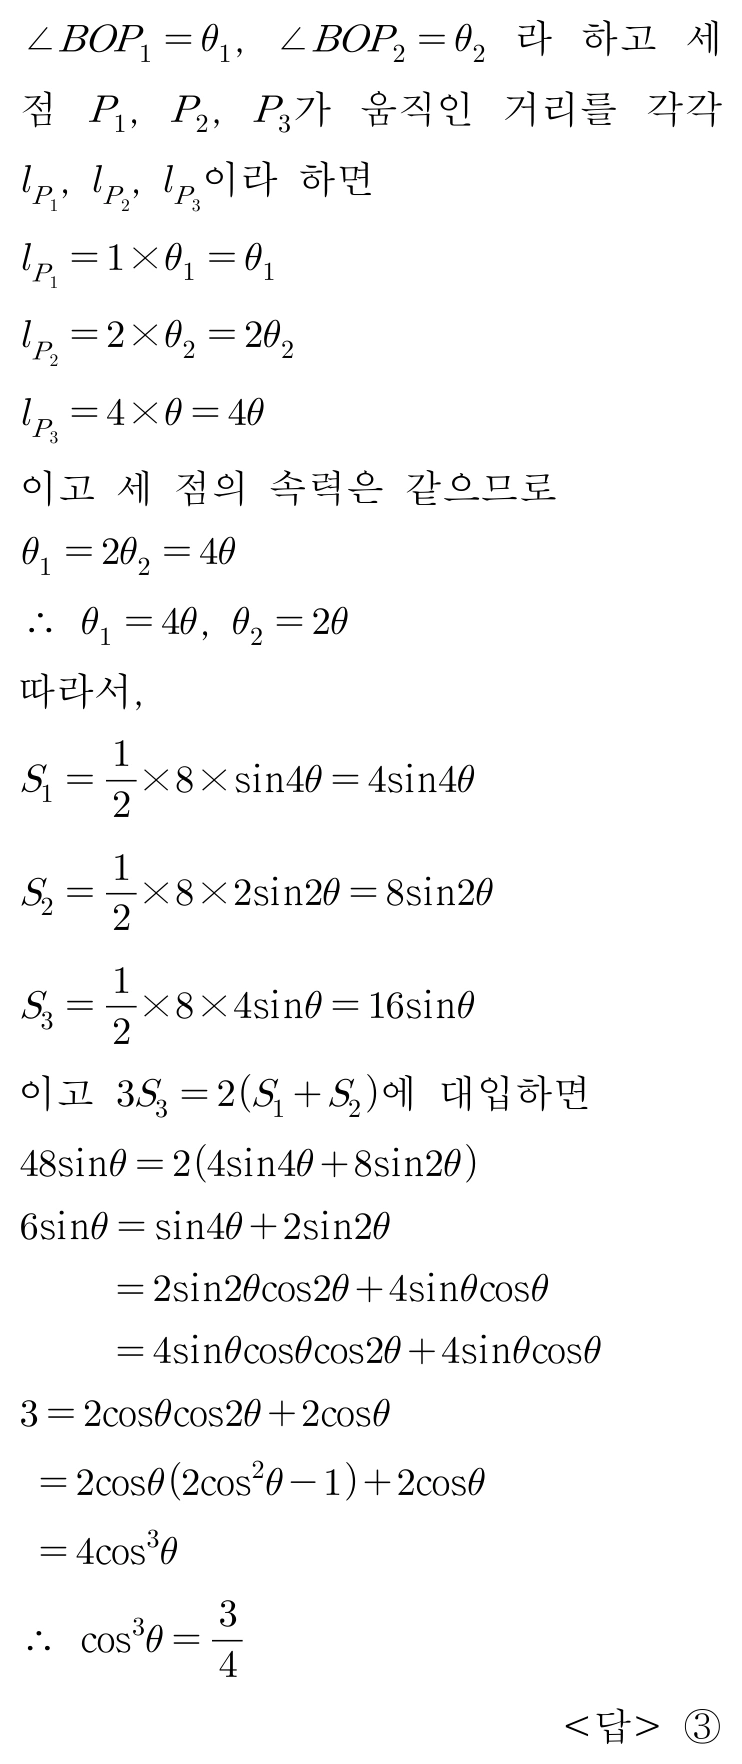 ∠BOP₁ = θ₁, ∠BOP₂ = θ₂ 라 하고 세
점 P₁, P₂, P₃가 움직인 거리를 각각
l_{P₁}, l_{P₂}, l_{P₃}이라 하면
l_{P₁} = 1×θ₁ = θ₁
l_{P₂} = 2×θ₂ = 2θ₂
l_{P₃} = 4×θ = 4θ
이고 세 점의 속력은 같으므로
θ₁ = 2θ₂ = 4θ
∴ θ₁ = 4θ, θ₂ = 2θ
따라서,
S₁ = \frac{1}{2}×8×sin4θ = 4sin4θ
S₂ = \frac{1}{2}×8×2sin2θ = 8sin2θ
S₃ = \frac{1}{2}×8×4sinθ = 16sinθ
이고 3S₃ = 2(S₁+S₂)에 대입하면
48sinθ = 2(4sin4θ+8sin2θ)
6sinθ = sin4θ+2sin2θ
= 2sin2θcos2θ+4sinθcosθ
= 4sinθcosθcos2θ+4sinθcosθ
3 = 2cosθcos2θ+2cosθ
= 2cosθ(2cos²θ−1)+2cosθ
= 4cos³θ
∴ cos³θ = \frac{3}{4}
<답> ③